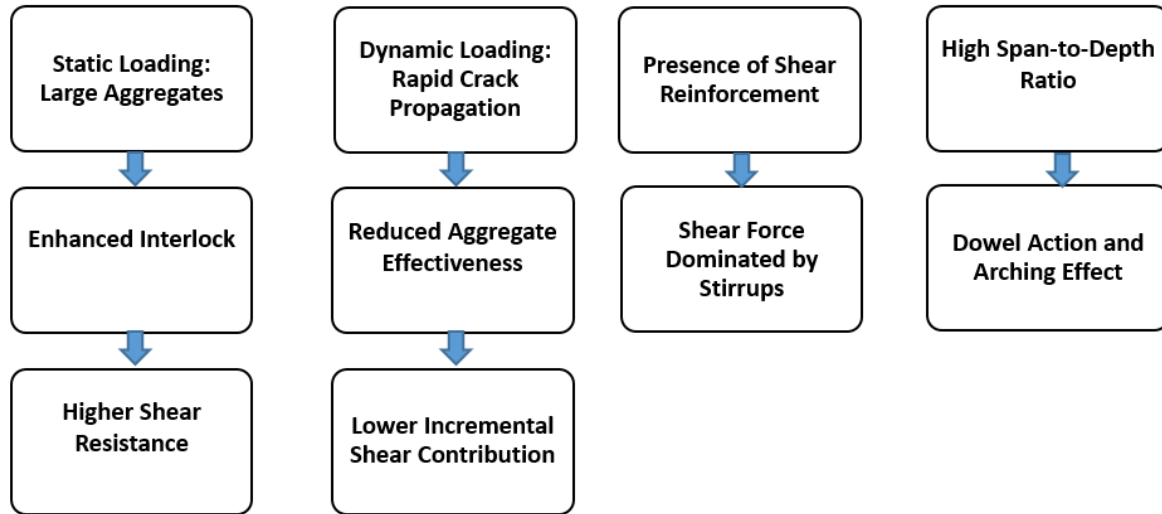 Static Loading:
Large Aggregates
Enhanced Interlock
Higher Shear
Resistance
Dynamic Loading:
Rapid Crack
Propagation
Reduced Aggregate
Effectiveness
Lower Incremental
Shear Contribution
Presence of Shear
Reinforcement
Shear Force
Dominated by
Stirrups
High Span-to-Depth
Ratio
Dowel Action and
Arching Effect